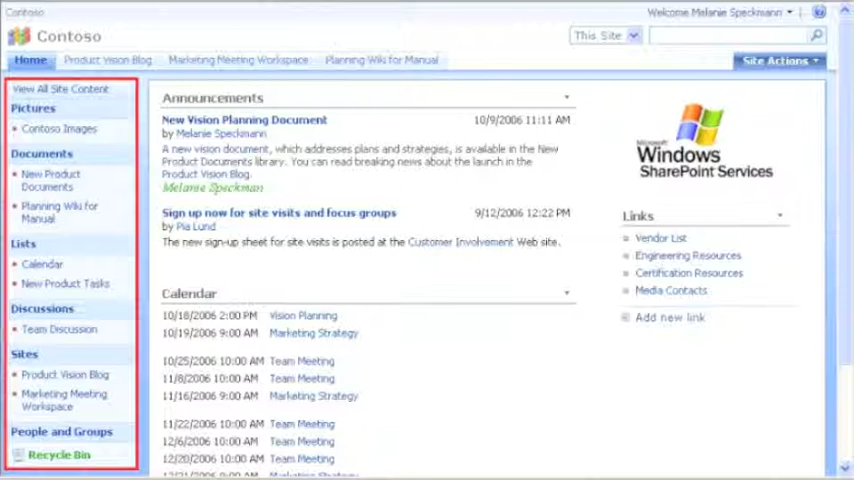 Contoso
Welcome Melanie Speckmann
Contoso
This Site
Home
Product Vision Blog
Marketing Meeting Workspace
Planning Wiki for Manual
Site Actions
View All Site Content
Pictures
Contoso Images
Documents
New Product
Documents
Planning Wiki for
Manual
Lists
Calendar
New Product Tasks
Discussions
Team Discussion
Sites
Product Vision Blog
Marketing Meeting
Workspace
People and Groups
Recycle Bin
Announcements
New Vision Planning Document 10/9/2006 11:11 AM
by Melanie Speckmann
A new vision document, which addresses plans and strategies, is available in the New
Product Documents library. You can read breaking news about the launch in the
Product Vision Blog.
Melanie Speckman
Sign up now for site visits and focus groups 9/12/2006 12:22 PM
by Pia Lund
The new sign-up sheet for site visits is posted at the Customer Involvement Web site.
Calendar
10/18/2006 2:00 PM Vision Planning
10/19/2006 9:00 AM Marketing Strategy
10/25/2006 10:00 AM Team Meeting
11/8/2006 10:00 AM Team Meeting
11/16/2006 9:00 AM Marketing Strategy
11/22/2006 10:00 AM Team Meeting
12/6/2006 10:00 AM Team Meeting
12/20/2006 10:00 AM Team Meeting
12/21/2006 9:00 AM Marketing Strategy
Microsoft
Windows
SharePoint Services
Links
Vendor List
Engineering Resources
Certification Resources
Media Contacts
Add new link